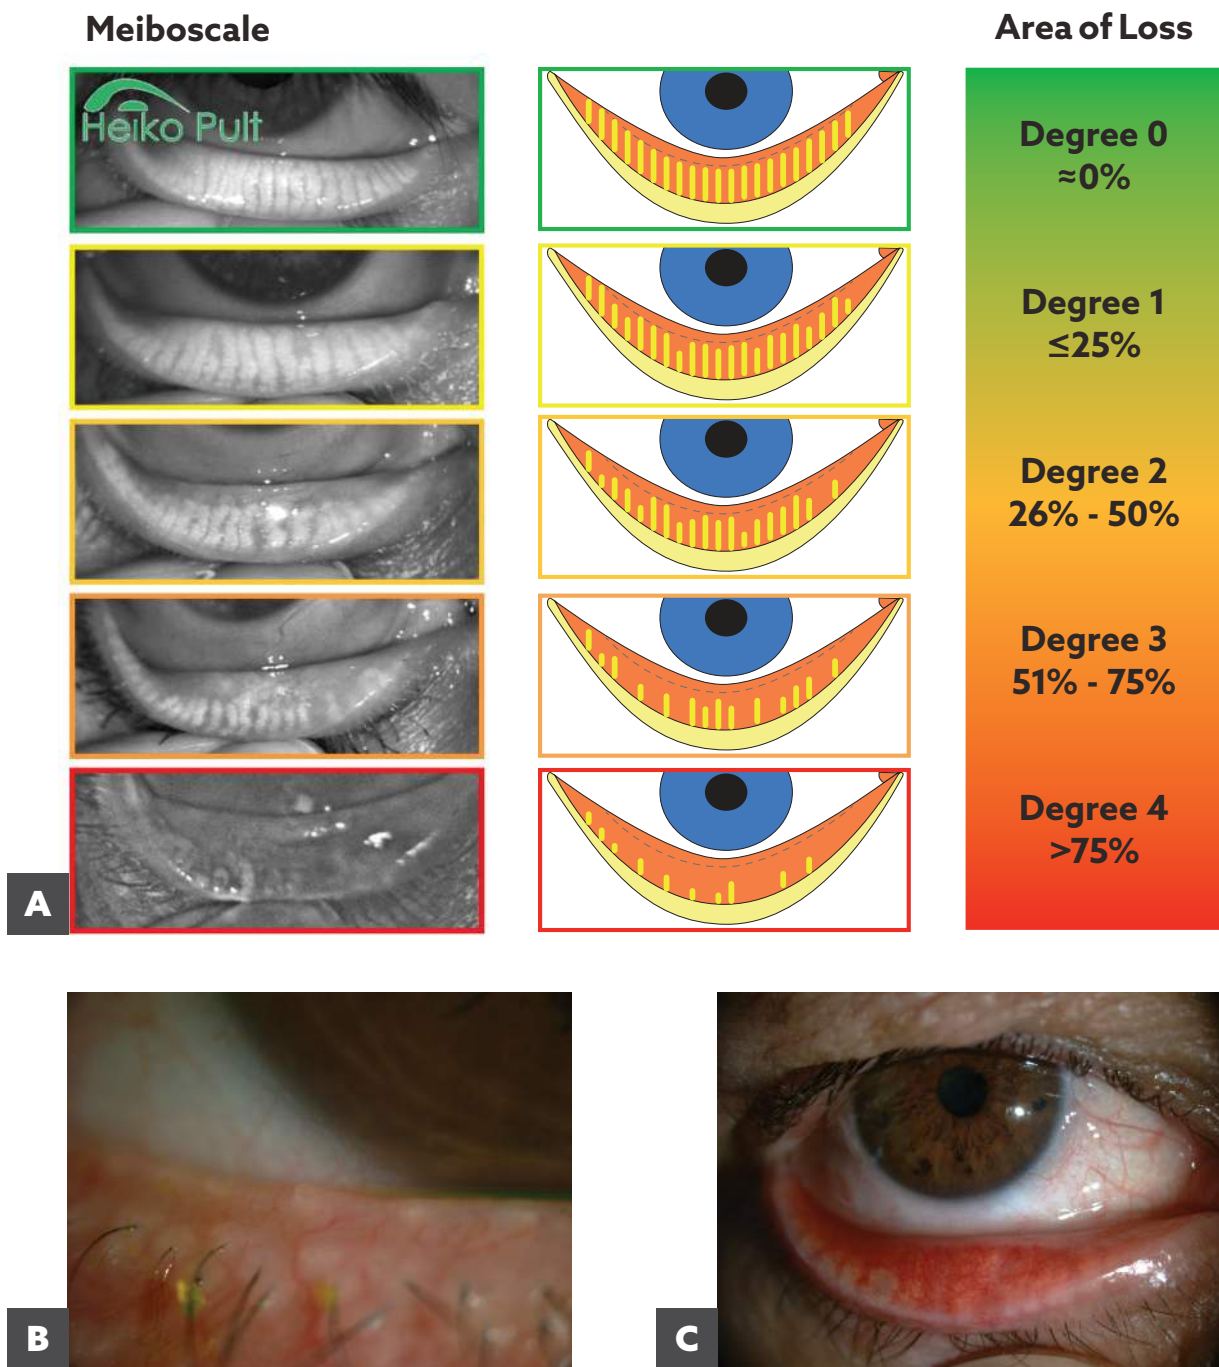 Meiboscale
Area of Loss
Heiko Pult
Degree 0
≈0%
Degree 1
≤25%
Degree 2
26% - 50%
Degree 3
51% - 75%
Degree 4
>75%
A
B
C